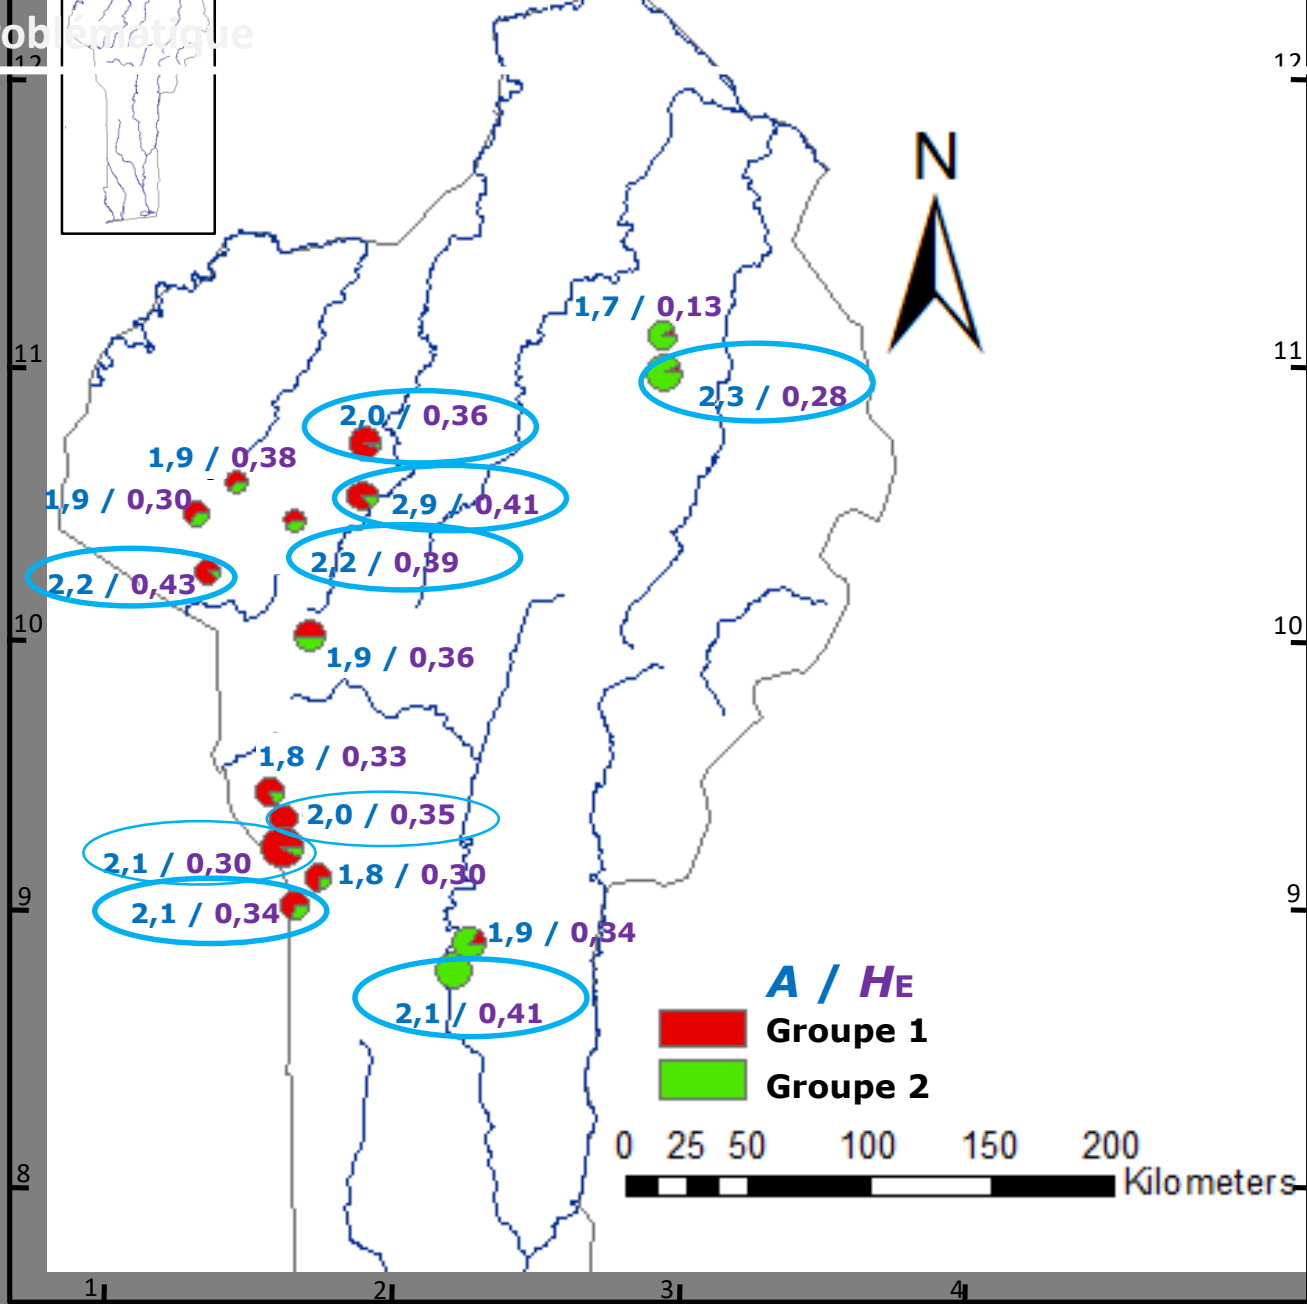 oblématique
12
12
N
1,7 / 0,13
11
11
2,3 / 0,28
2,0 / 0,36
1,9 / 0,38
1,9 / 0,30
2,9 / 0,41
2,2 / 0,39
2,2 / 0,43
10
10
1,9 / 0,36
1,8 / 0,33
2,0 / 0,35
2,1 / 0,30
1,8 / 0,30
9
9
2,1 / 0,34
1,9 / 0,34
2,1 / 0,41
A / HE
Groupe 1
Groupe 2
0 25 50 100 150 200
Kilometers
8
1 2 3 4